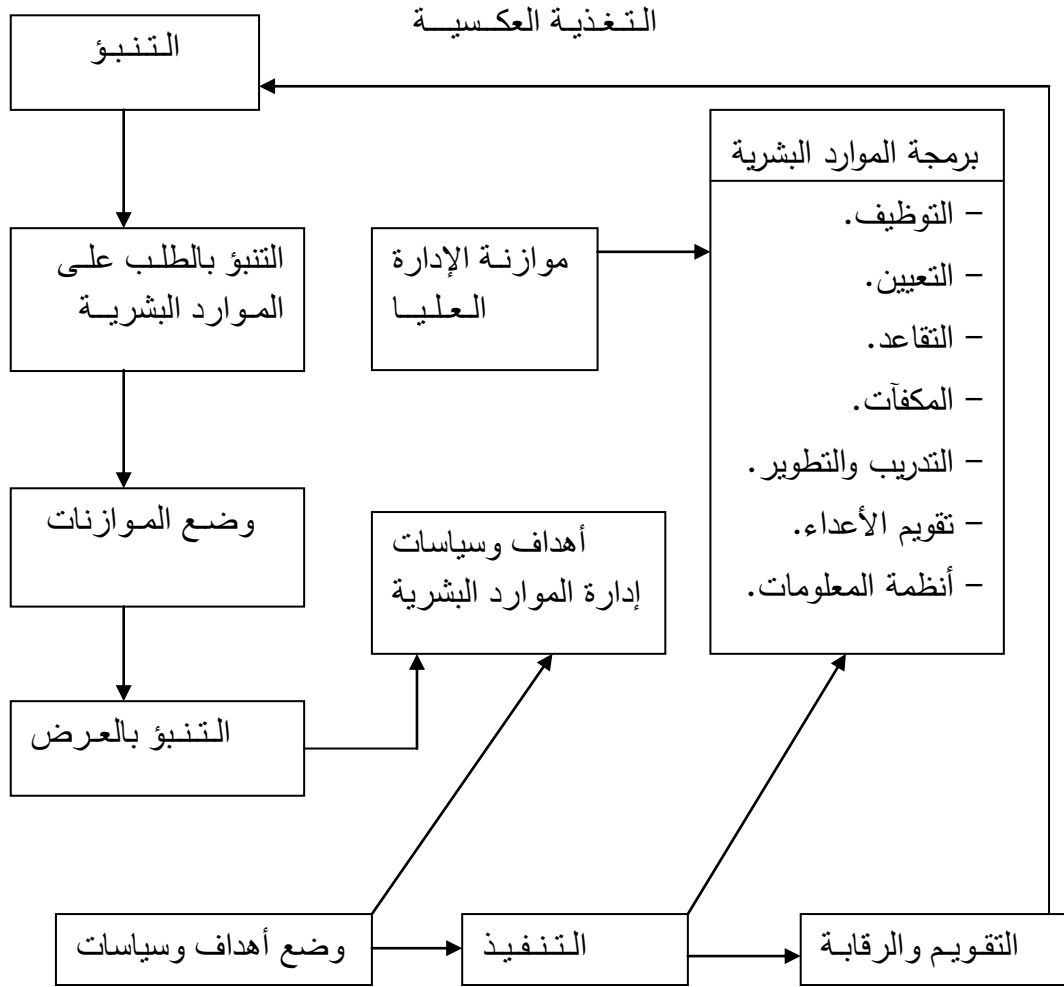 التغذية العكسية
التنبؤ
برمجة الموارد البشرية
- التوظيف.
- التعيين.
- التقاعد.
- المكفآت.
- التدريب والتطوير.
- تقويم الأعداء.
- أنظمة المعلومات.
موازنة الإدارة
العليا
التنبؤ بالطلب على
الموارد البشرية
وضع الموازنات
أهداف وسياسات
إدارة الموارد البشرية
التنبؤ بالعرض
وضع أهداف وسياسات
التنفيذ
التقويم والرقابة